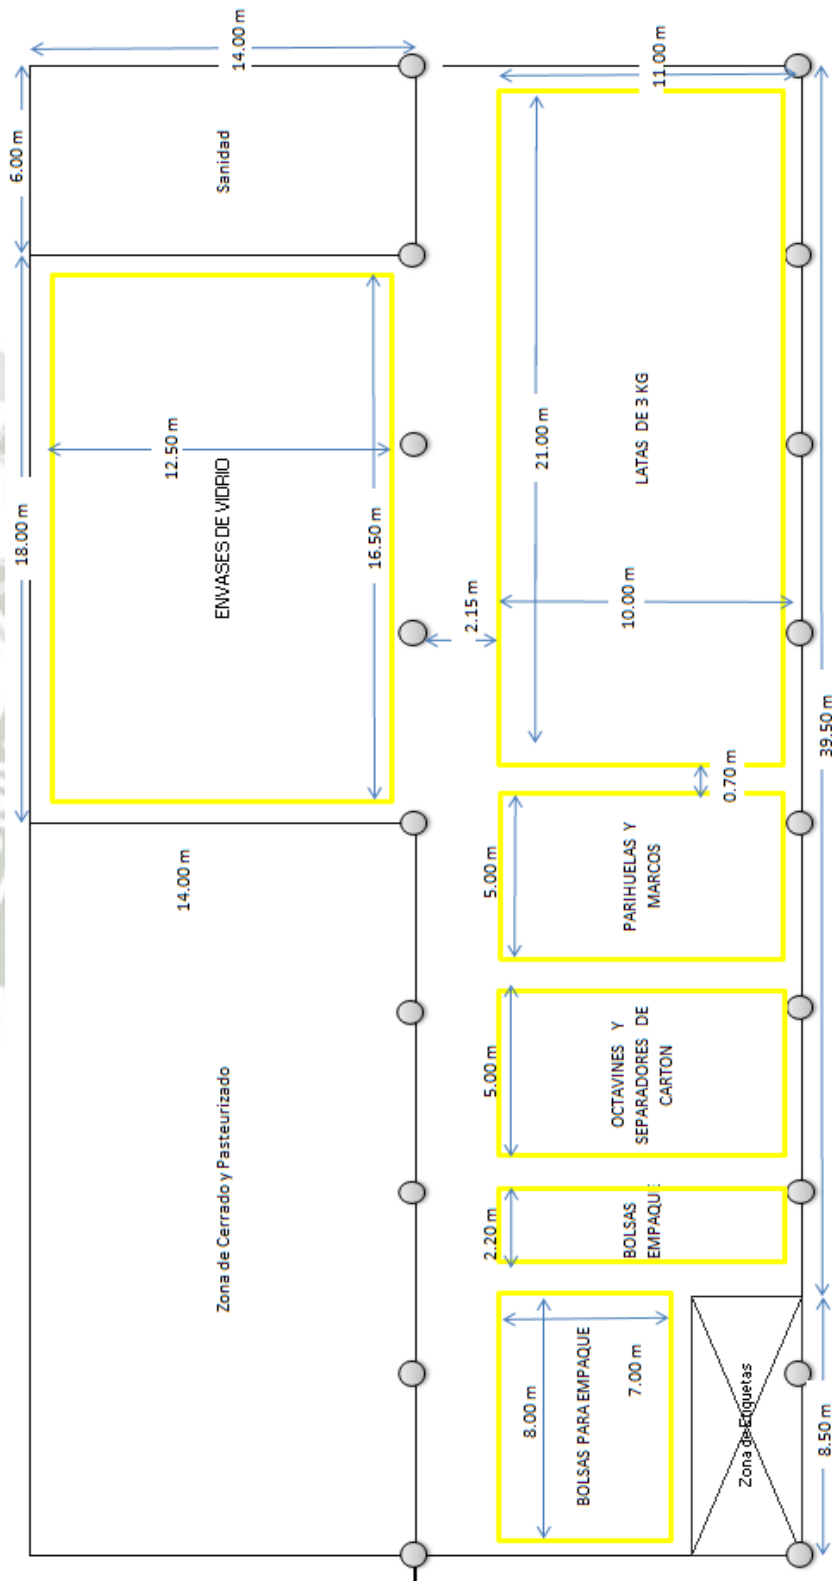 14.00 m
6.00 m
Sanidad
11.00 m
18.00 m
12.50 m
ENVASES DE VIDRIO
16.50 m
21.00 m
LATAS DE 3 KG
2.15 m
10.00 m
39.50 m
0.70 m
14.00 m
5.00 m
PARIHUELAS Y
MARCOS
Zona de Cerrado y Pasteurizado
5.00 m
OCTAVINES Y
SEPARADORES DE
CARTON
2.20 m
BOLSAS
EMPAQUE
8.00 m
BOLSAS PARA EMPAQUE
7.00 m
Zona de Etiquetas
8.50 m